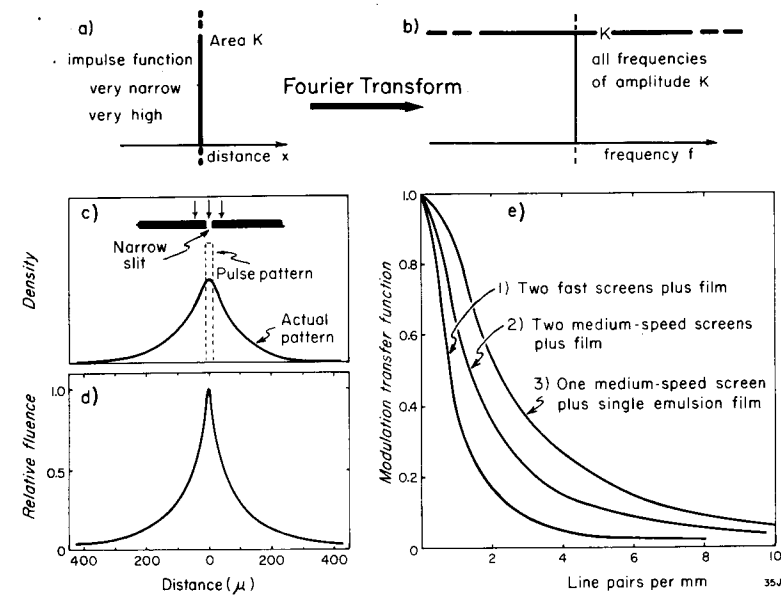 a)
Area K
impulse function
very narrow
very high
distance x
Fourier Transform
b)
K
all frequencies
of amplitude K
frequency f
c)
Narrow
slit
Pulse pattern
Actual
pattern
Density
d)
Relative fluence
1.0
0.5
0
400 200 0 200 400
Distance (μ)
e)
Modulation transfer function
1.0
0.8
0.6
0.4
0.2
1) Two fast screens plus film
2) Two medium-speed screens
plus film
3) One medium-speed screen
plus single emulsion film
0 2 4 6 8 10
Line pairs per mm